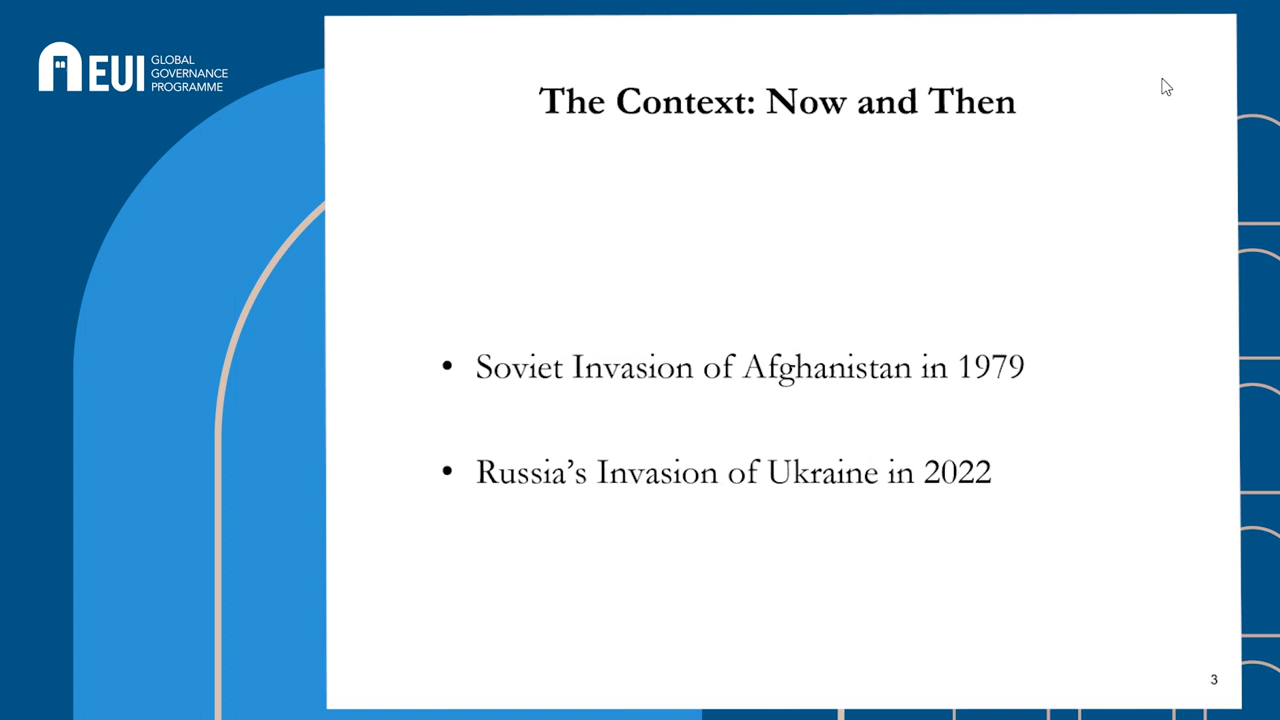 EUI
GLOBAL
GOVERNANCE
PROGRAMME
The Context: Now and Then
• Soviet Invasion of Afghanistan in 1979
• Russia’s Invasion of Ukraine in 2022
3